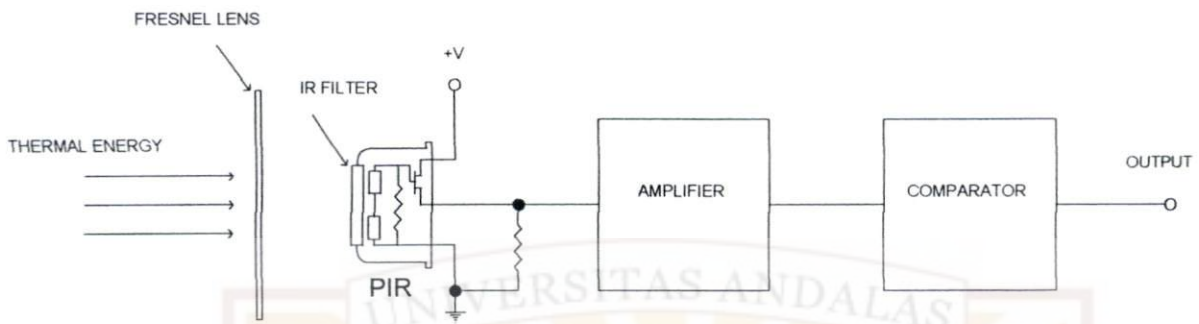 FRESNEL LENS
+V
IR FILTER
THERMAL ENERGY
AMPLIFIER
COMPARATOR
OUTPUT
PIR
UNIVERSITAS ANDALAS